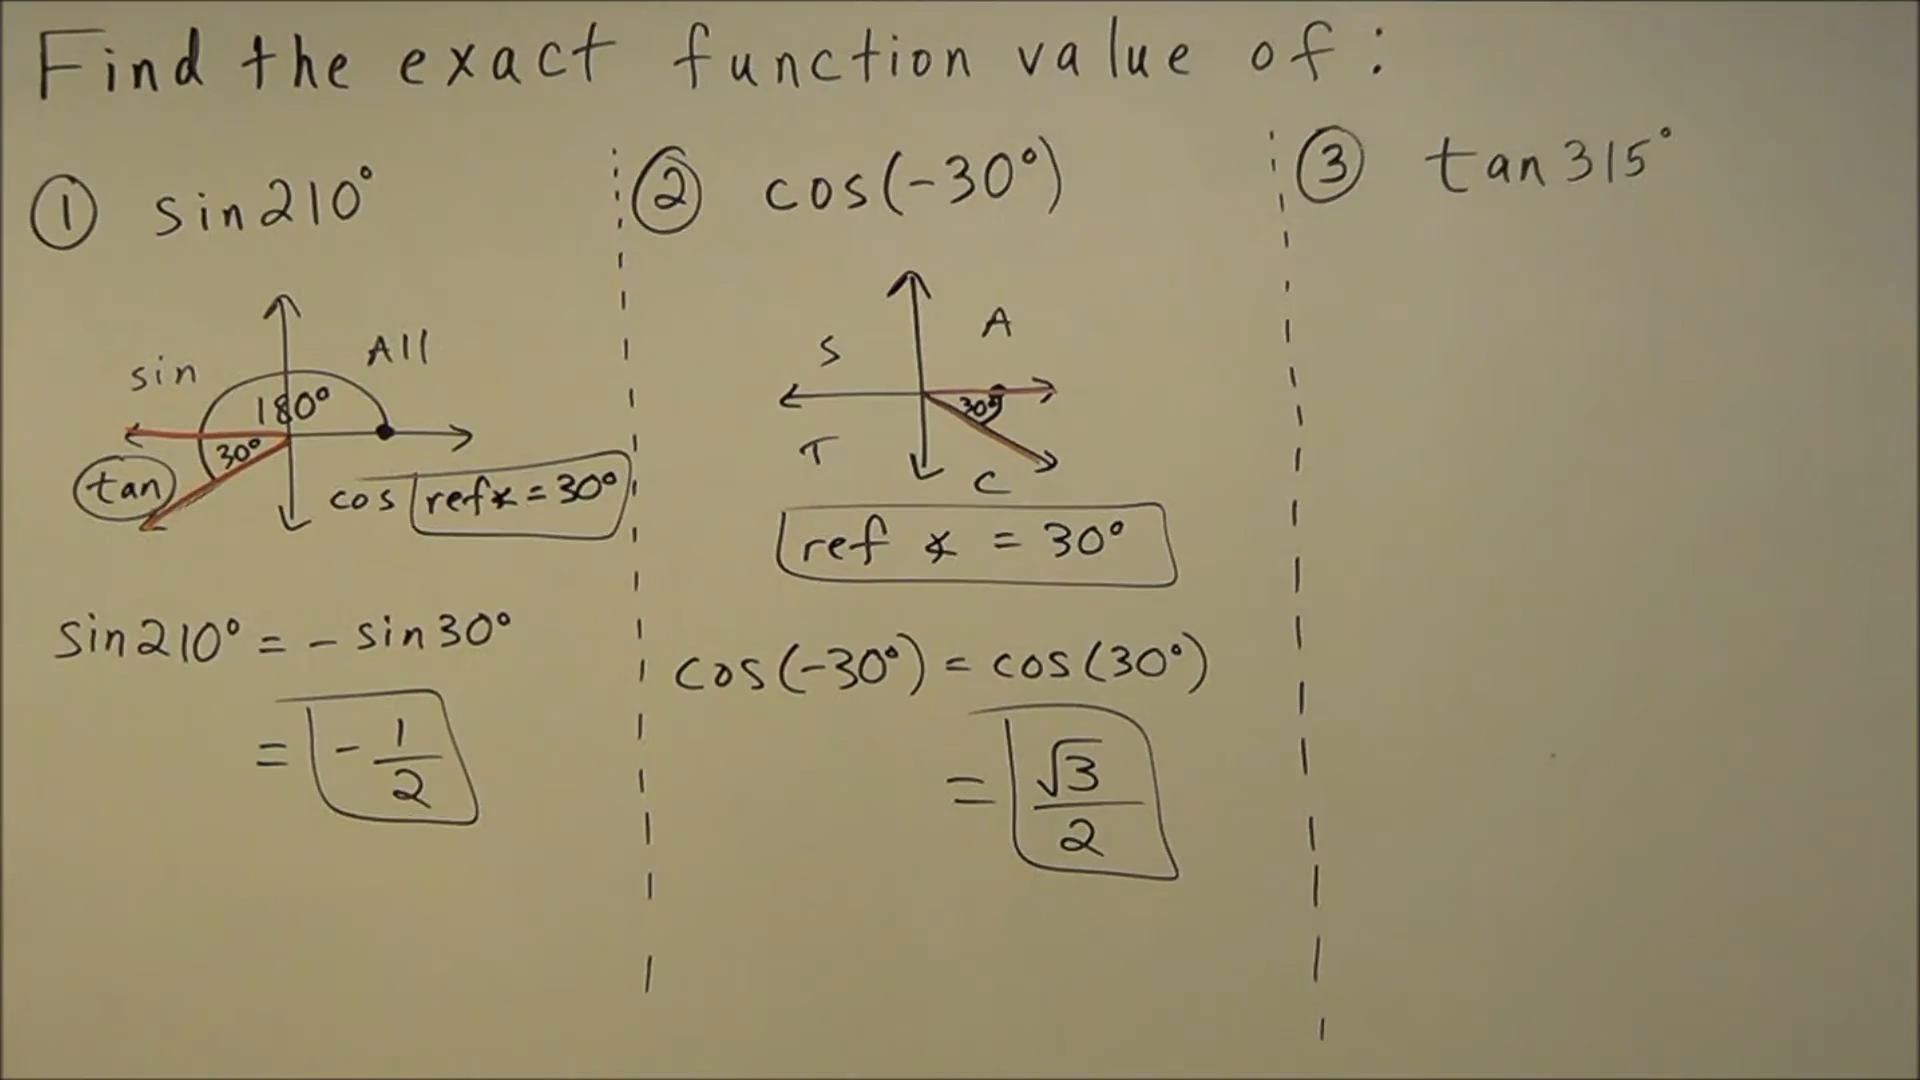 Find the exact function value of:
① sin210°
sin
All
180°
30°
tan
cos
ref∡=30°
sin210° = -sin30°
= -1/2
② cos(-30°)
S
A
30°
T
C
ref ∡ = 30°
cos(-30°) = cos(30°)
= √3/2
③ tan315°